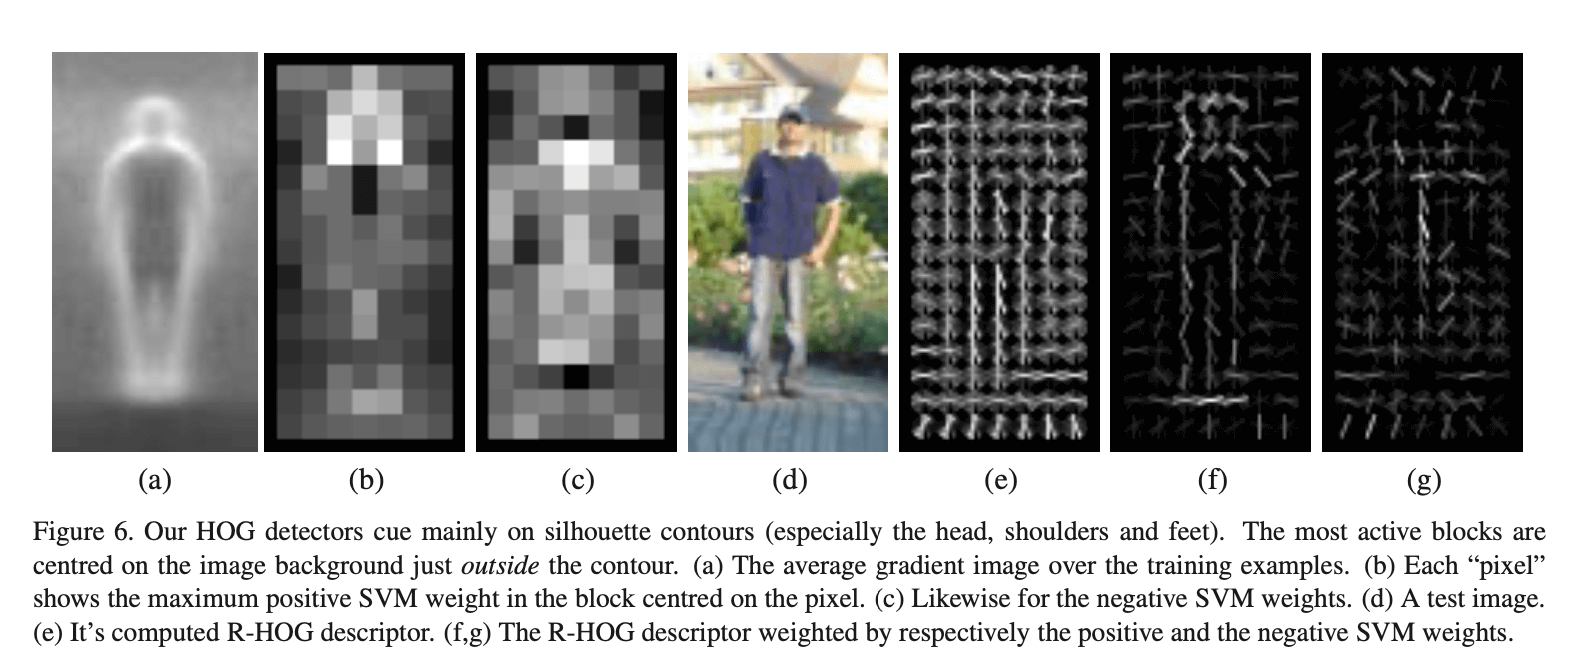 (a) (b) (c) (d) (e) (f) (g)
Figure 6. Our HOG detectors cue mainly on silhouette contours (especially the head, shoulders and feet). The most active blocks are
centred on the image background just outside the contour. (a) The average gradient image over the training examples. (b) Each “pixel”
shows the maximum positive SVM weight in the block centred on the pixel. (c) Likewise for the negative SVM weights. (d) A test image.
(e) It’s computed R-HOG descriptor. (f,g) The R-HOG descriptor weighted by respectively the positive and the negative SVM weights.